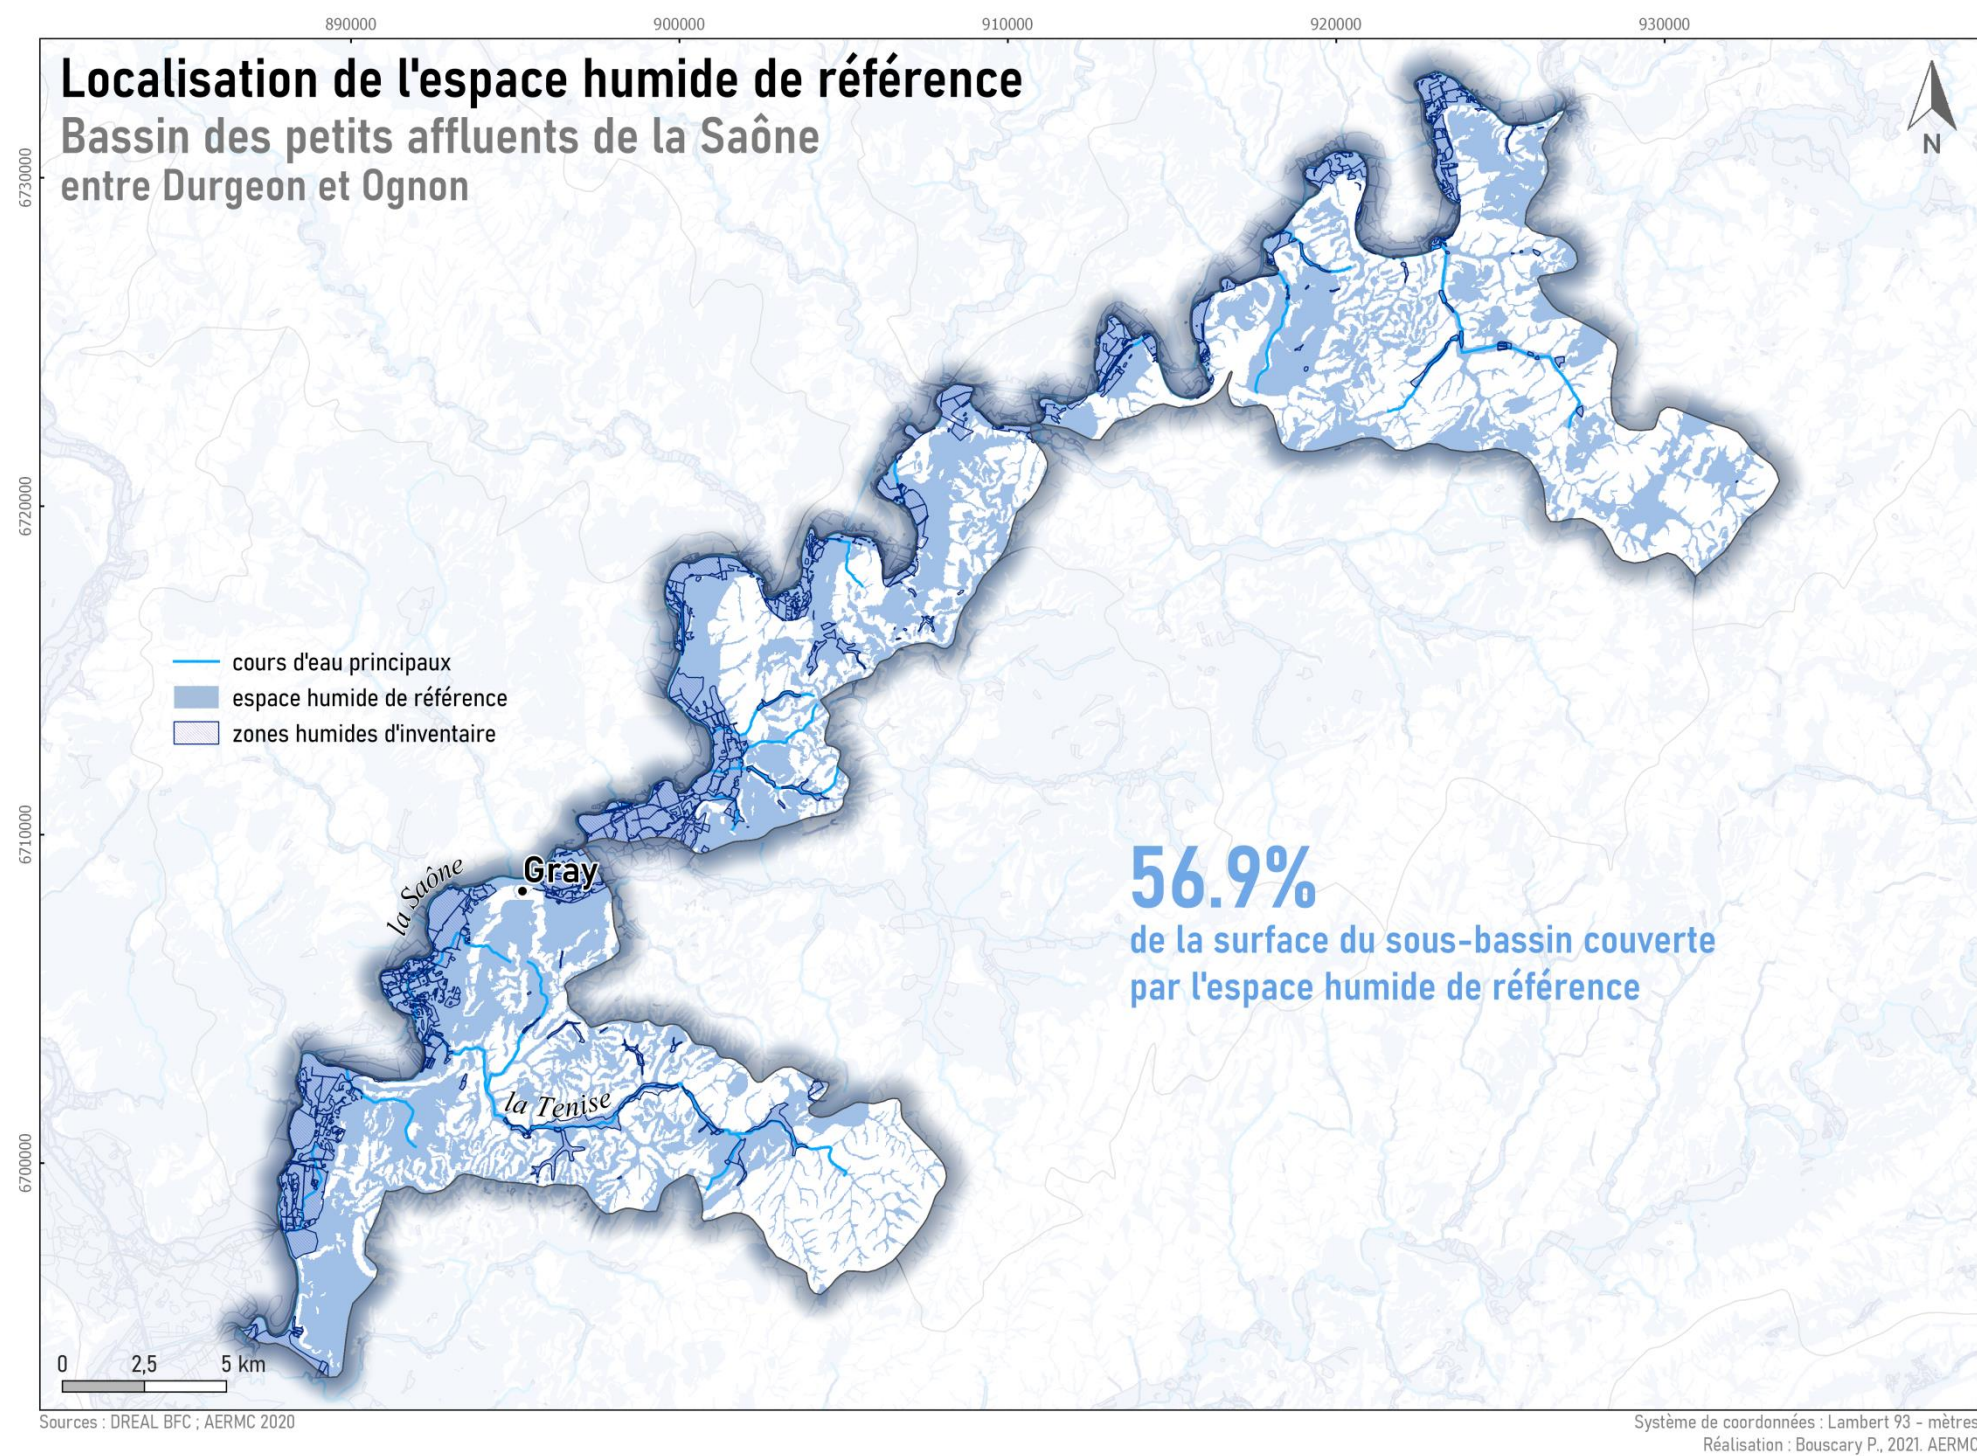 890000 900000 910000 920000 930000
Localisation de l'espace humide de référence
Bassin des petits affluents de la Saône
entre Durgeon et Ognon
N
6730000
6720000
6710000
6700000
cours d'eau principaux
espace humide de référence
zones humides d'inventaire
Gray
la Saône
la Tenise
56.9%
de la surface du sous-bassin couverte
par l'espace humide de référence
0 2,5 5 km
Sources : DREAL BFC ; AERMC 2020
Système de coordonnées : Lambert 93 - mètres
Réalisation : Bouscary P., 2021. AERMC